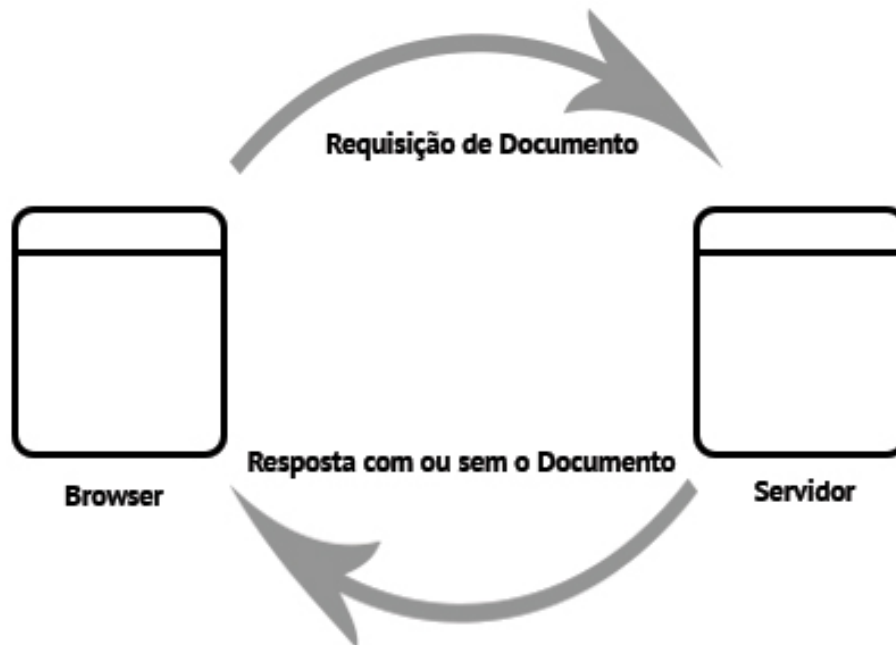 Requisição de Documento
Resposta com ou sem o Documento
Browser
Servidor